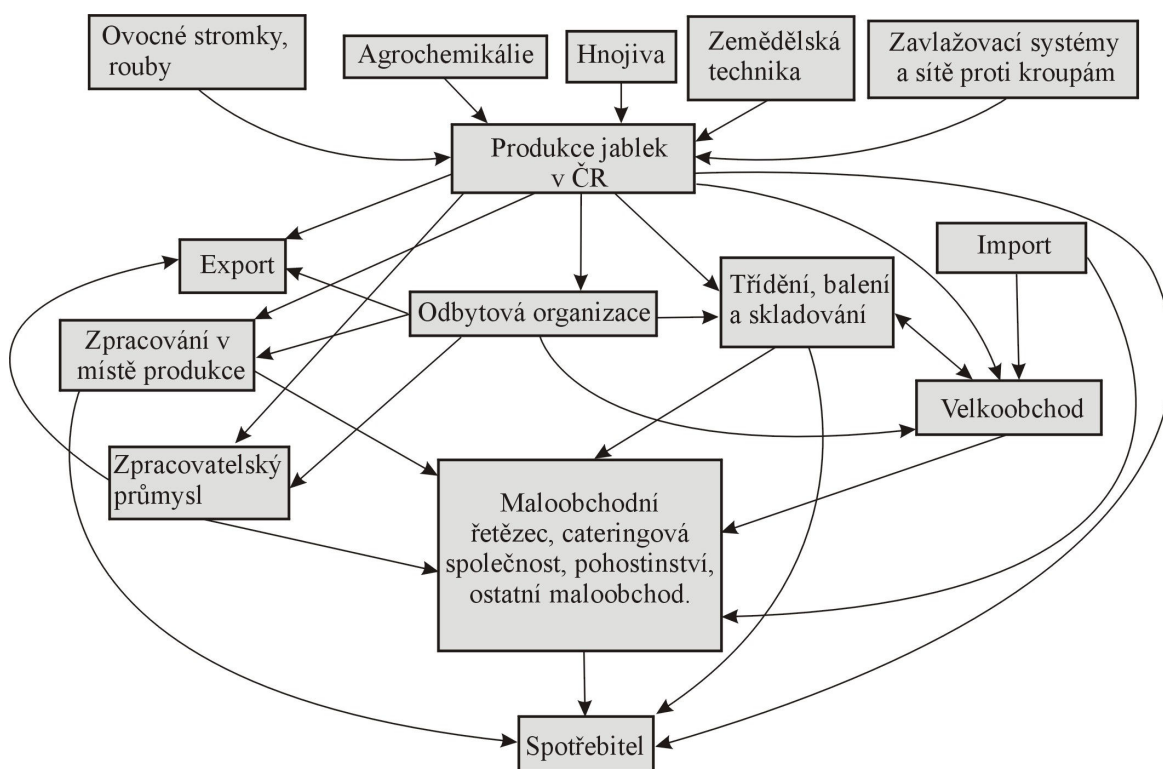 Ovocné stromky,
rouby
Agrochemikálie
Hnojiva
Zemědělská
technika
Zavlažovací systémy
a sítě proti kroupám
Produkce jablek
v ČR
Export
Import
Třídění, balení
a skladování
Odbytová organizace
Zpracování v
místě produkce
Velkoobchod
Zpracovatelský
průmysl
Maloobchodní
řetězec, cateringová
společnost, pohostinství,
ostatní maloobchod.
Spotřebitel